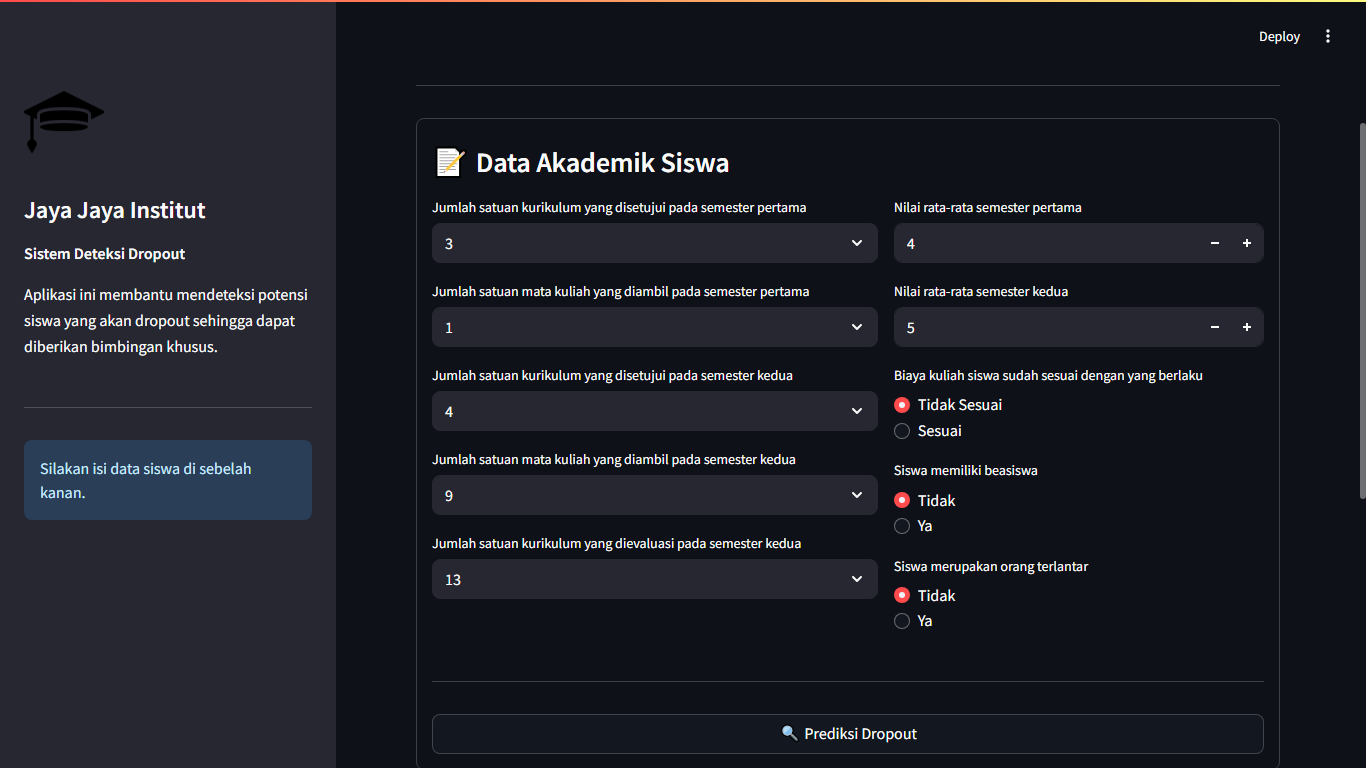 Deploy
Jaya Jaya Institut
Sistem Deteksi Dropout
Aplikasi ini membantu mendeteksi potensi
siswa yang akan dropout sehingga dapat
diberikan bimbingan khusus.
Silakan isi data siswa di sebelah
kanan.
Data Akademik Siswa
Jumlah satuan kurikulum yang disetujui pada semester pertama
3
Jumlah satuan mata kuliah yang diambil pada semester pertama
1
Jumlah satuan kurikulum yang disetujui pada semester kedua
4
Jumlah satuan mata kuliah yang diambil pada semester kedua
9
Jumlah satuan kurikulum yang dievaluasi pada semester kedua
13
Nilai rata-rata semester pertama
4
Nilai rata-rata semester kedua
5
Biaya kuliah siswa sudah sesuai dengan yang berlaku
Tidak Sesuai
Sesuai
Siswa memiliki beasiswa
Tidak
Ya
Siswa merupakan orang terlantar
Tidak
Ya
Prediksi Dropout